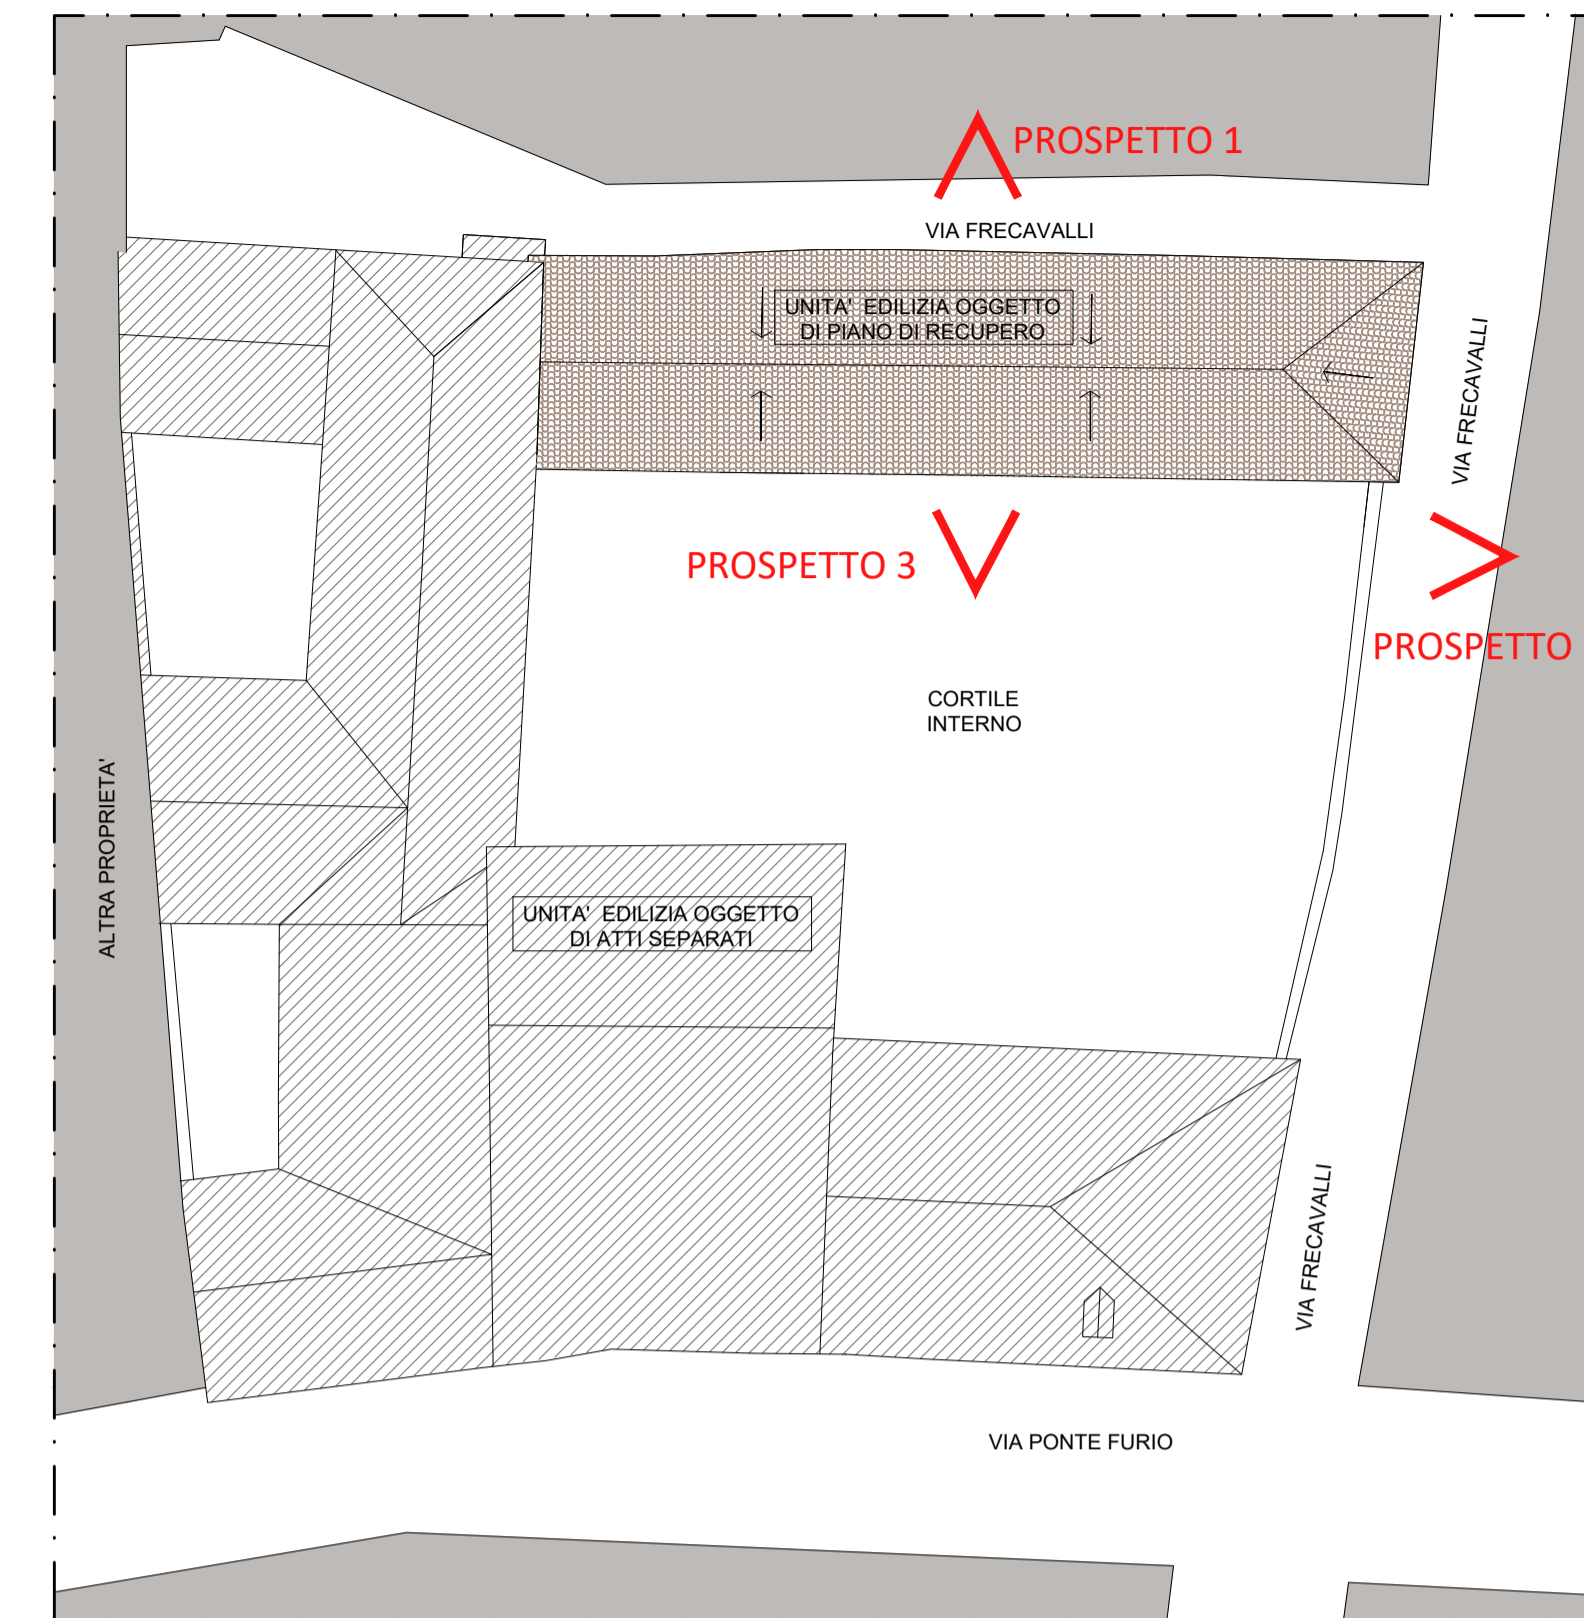 PROSPETTO 1
VIA FRECAVALLI
UNITA' EDILIZIA OGGETTO
DI PIANO DI RECUPERO
VIA FRECAVALLI
PROSPETTO 3
PROSPETTO
CORTILE
INTERNO
ALTRA PROPRIETA'
UNITA' EDILIZIA OGGETTO
DI ATTI SEPARATI
VIA FRECAVALLI
VIA PONTE FURIO